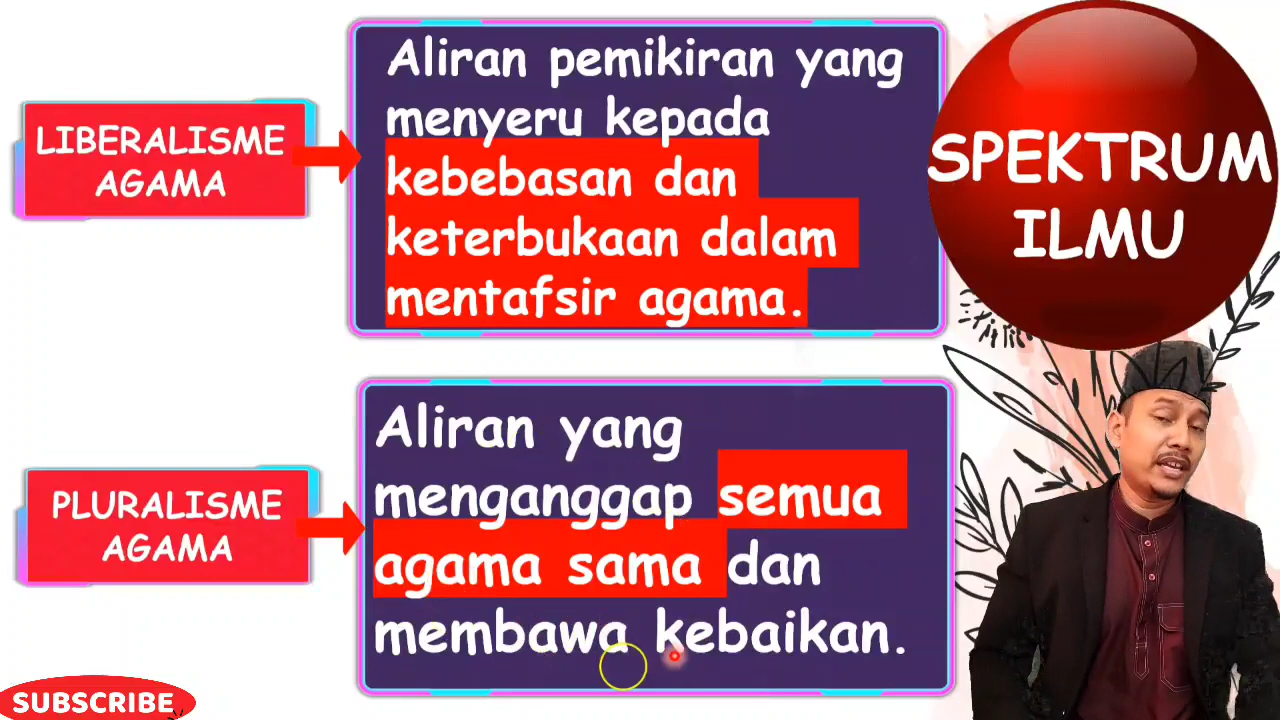 LIBERALISME
AGAMA
Aliran pemikiran yang
menyeru kepada
kebebasan dan
keterbukaan dalam
mentafsir agama.
SPEKTRUM
ILMU
PLURALISME
AGAMA
Aliran yang
menganggap semua
agama sama dan
membawa kebaikan.
SUBSCRIBE